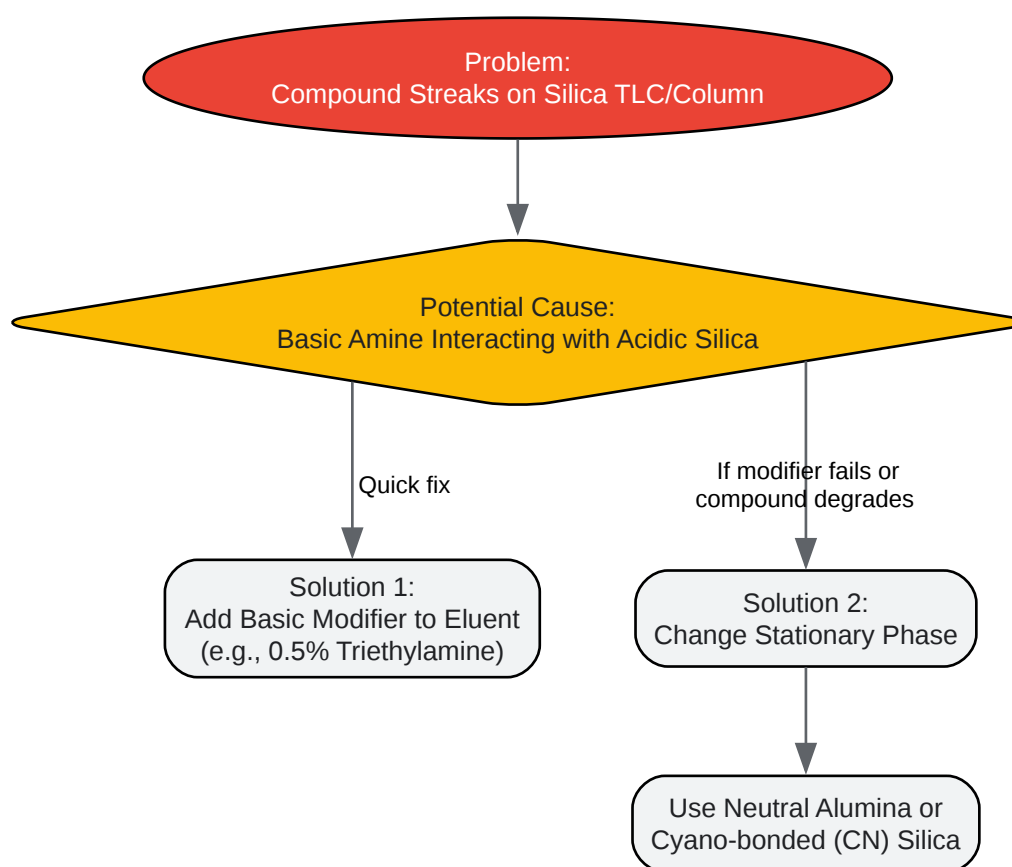 Problem:
Compound Streaks on Silica TLC/Column
Potential Cause:
Basic Amine Interacting with Acidic Silica
Quick fix
If modifier fails or
compound degrades
Solution 1:
Add Basic Modifier to Eluent
(e.g., 0.5% Triethylamine)
Solution 2:
Change Stationary Phase
Use Neutral Alumina or
Cyano-bonded (CN) Silica